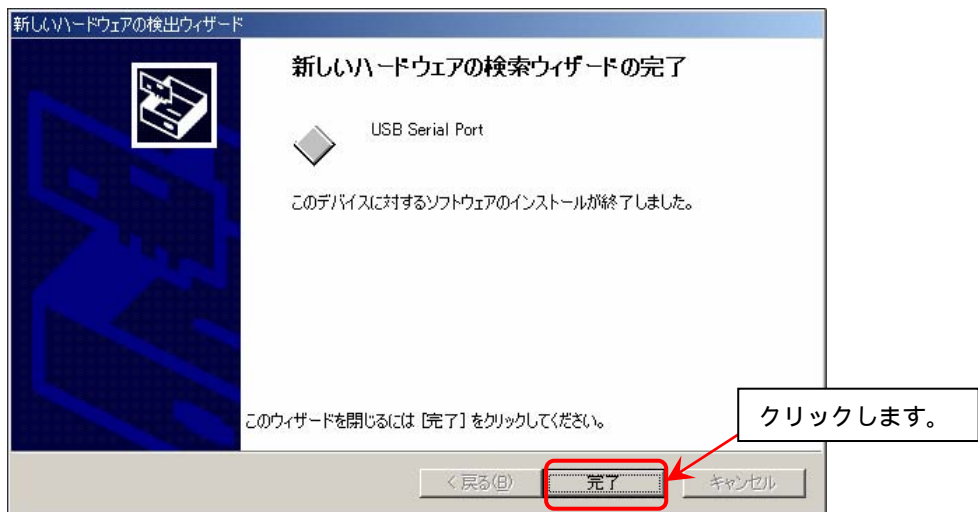 新しいハードウェアの検出ウィザード
新しいハードウェアの検索ウィザードの完了
USB Serial Port
このデバイスに対するソフトウェアのインストールが終了しました。
このウィザードを閉じるには [完了] をクリックしてください。
クリックします。
< 戻る(B)
完了
キャンセル